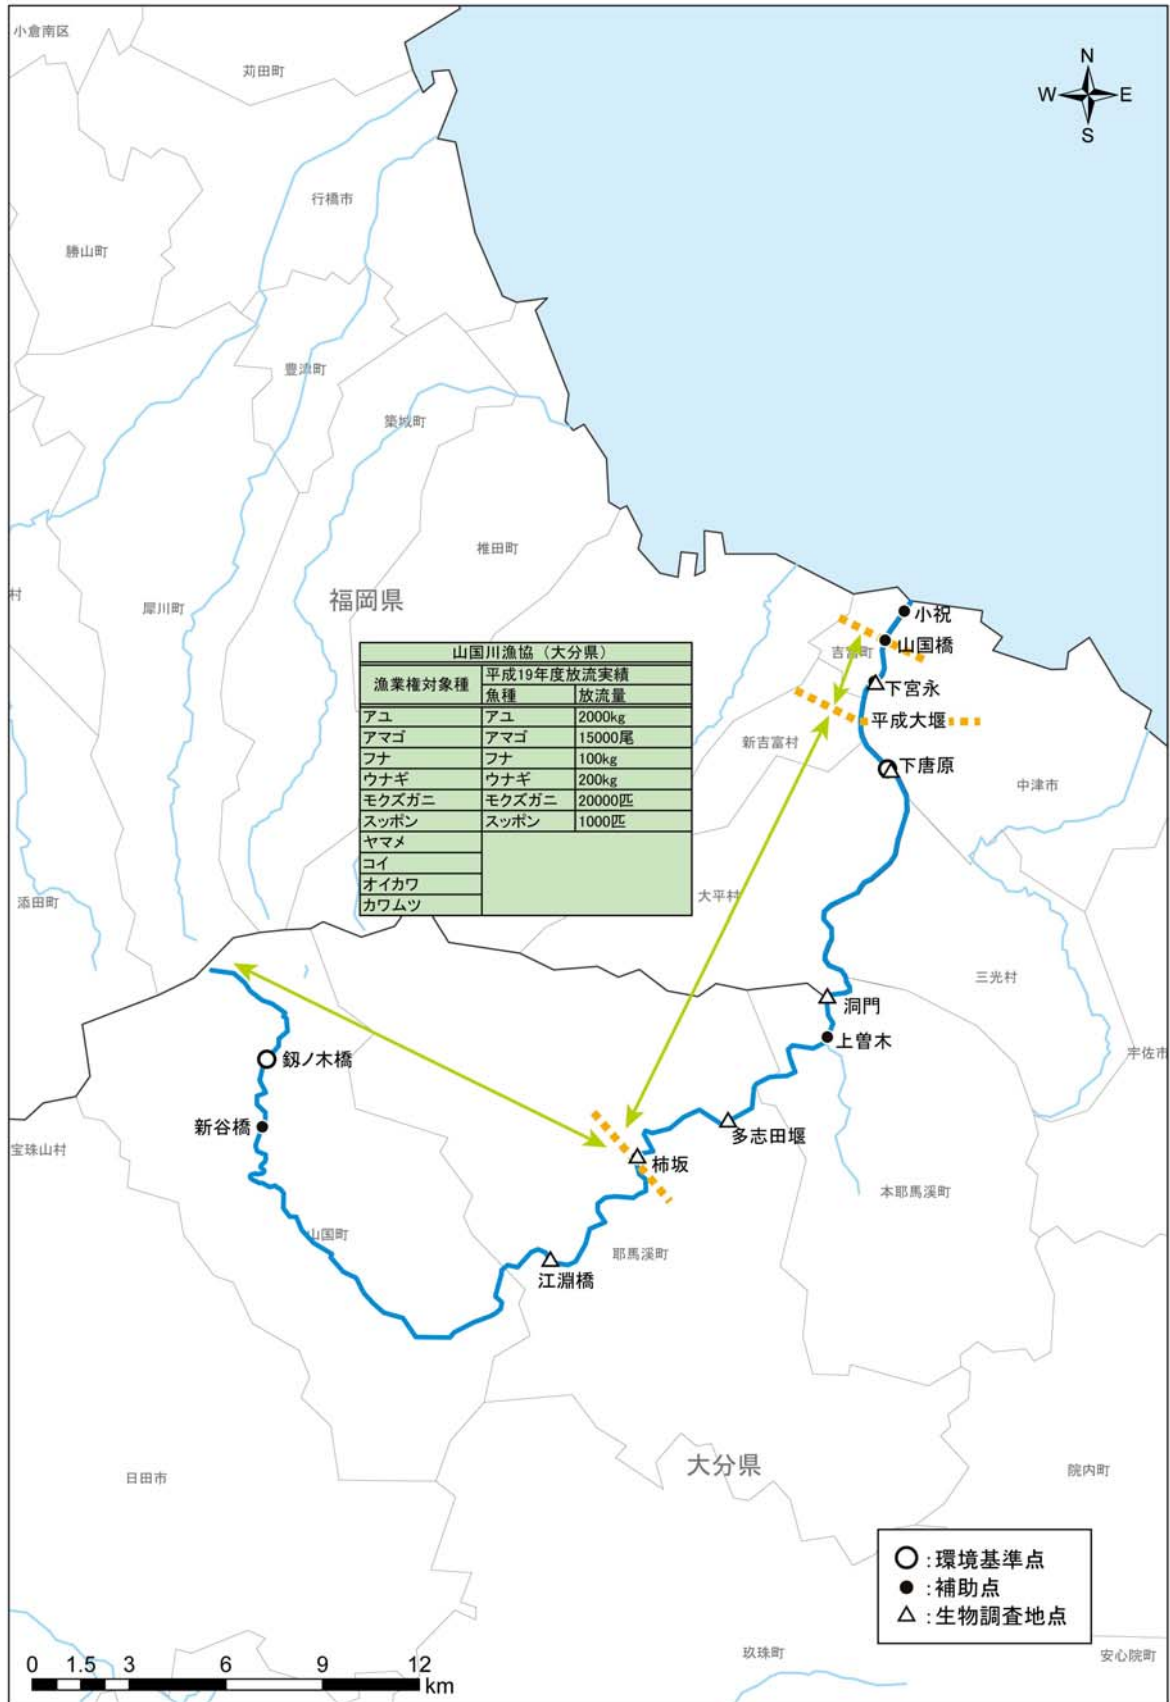 小倉南区
苅田町
N
W E
S
行橋市
勝山町
豊津町
築城町
椎田町
村
犀川町
福岡県
小祝
山国橋
吉富町
下宮永
平成大堰
新吉富村
下唐原
中津市
山国川漁協（大分県）
漁業権対象種 平成19年度放流実績
魚種 放流量
アユ アユ 2000kg
アマゴ アマゴ 15000尾
フナ フナ 100kg
ウナギ ウナギ 200kg
モクズガニ モクズガニ 20000匹
スッポン スッポン 1000匹
ヤマメ
コイ
オイカワ
カワムツ
大平村
添田町
三光村
洞門
上曽木
宇佐市
釼ノ木橋
新谷橋
多志田堰
宝珠山村
柿坂
本耶馬溪町
山国町
耶馬溪町
江淵橋
大分県
日田市
院内町
○：環境基準点
●：補助点
△：生物調査地点
玖珠町
安心院町
0 1.5 3 6 9 12
km